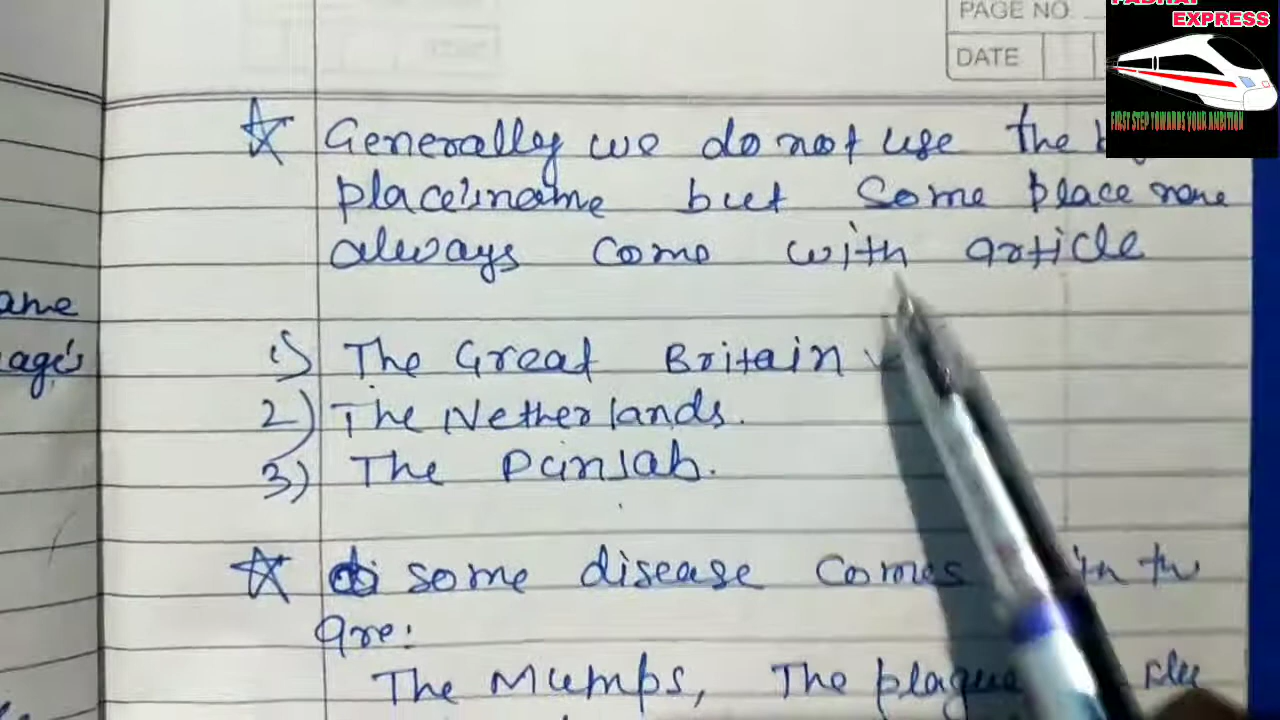 PAGE NO
DATE
EXPRESS
FIRST STEP TOWARDS YOUR AMBITION
Generally we do not use the
place's name but some place name
always come with article
ame
age's
1) The Great Britain
2) The Netherlands.
3) The Punjab.
some disease comes
are:
The Mumps, The plague